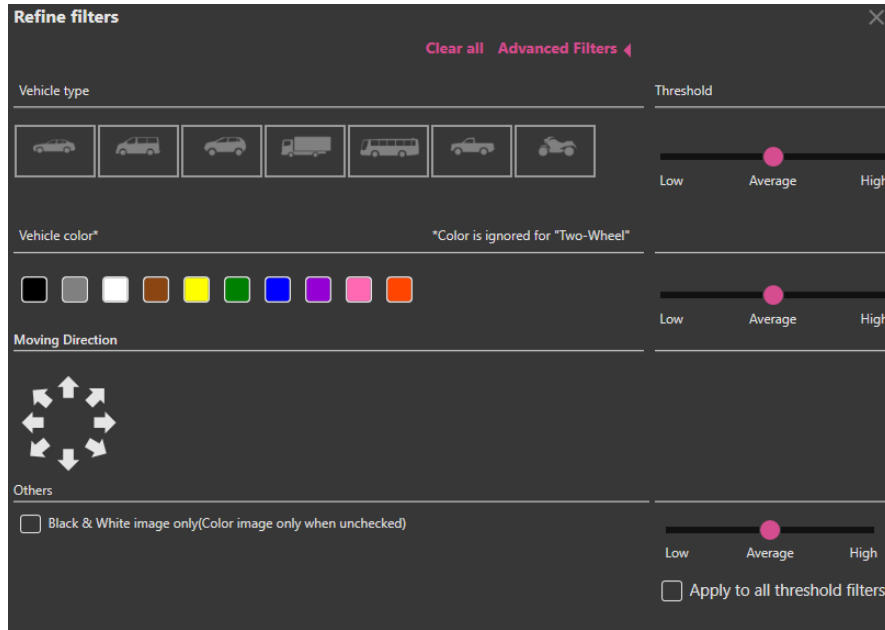 Refine filters
Clear all Advanced Filters
Vehicle type
Threshold
Low Average High
Vehicle color* *Color is ignored for "Two-Wheel"
Low Average High
Moving Direction
Others
Black & White image only(Color image only when unchecked)
Low Average High
Apply to all threshold filters